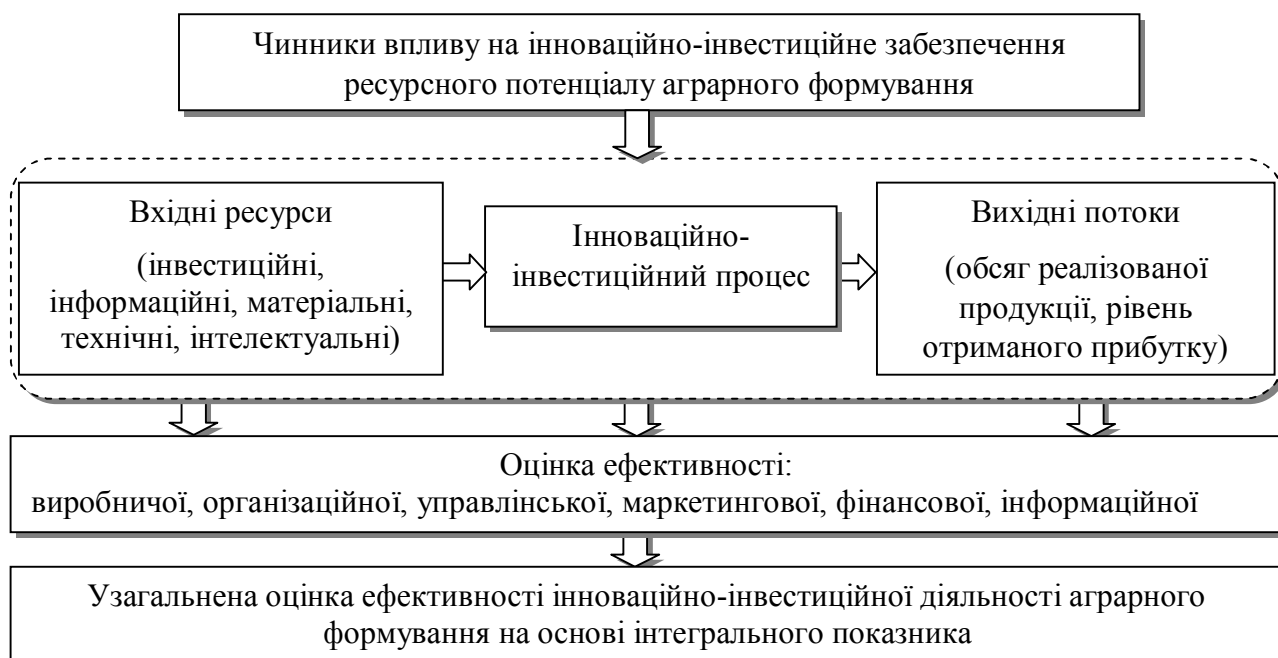 Чинники впливу на інноваційно-інвестиційне забезпечення
ресурсного потенціалу аграрного формування
Вхідні ресурси
(інвестиційні,
інформаційні, матеріальні,
технічні, інтелектуальні)
Інноваційно-
інвестиційний процес
Вихідні потоки
(обсяг реалізованої
продукції, рівень
отриманого прибутку)
Оцінка ефективності:
виробничої, організаційної, управлінської, маркетингової, фінансової, інформаційної
Узагальнена оцінка ефективності інноваційно-інвестиційної діяльності аграрного
формування на основі інтегрального показника